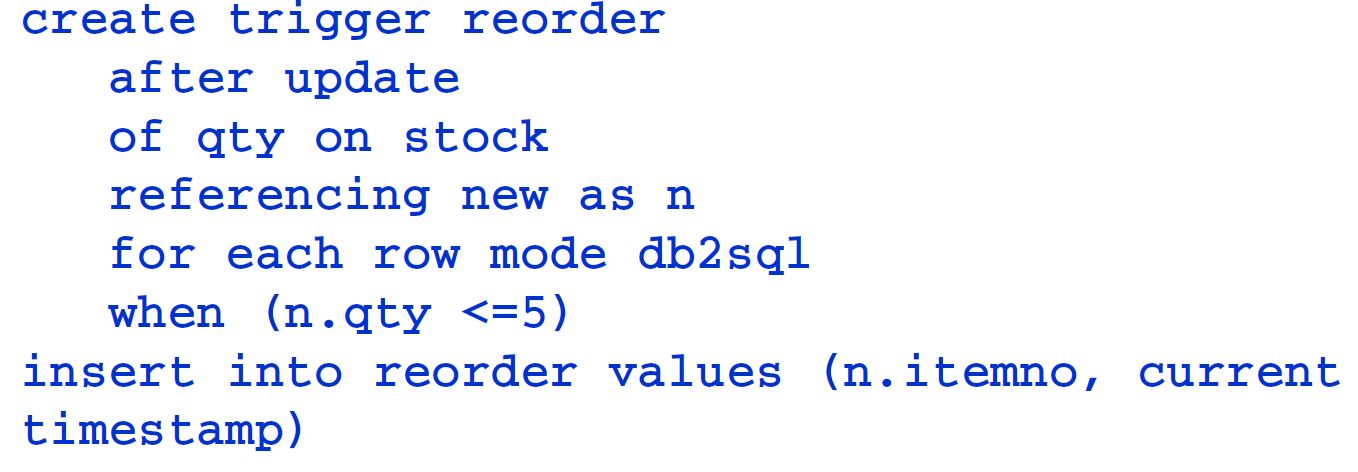 create trigger reorder
after update
of qty on stock
referencing new as n
for each row mode db2sql
when (n.qty <=5)
insert into reorder values (n.itemno, current
timestamp)